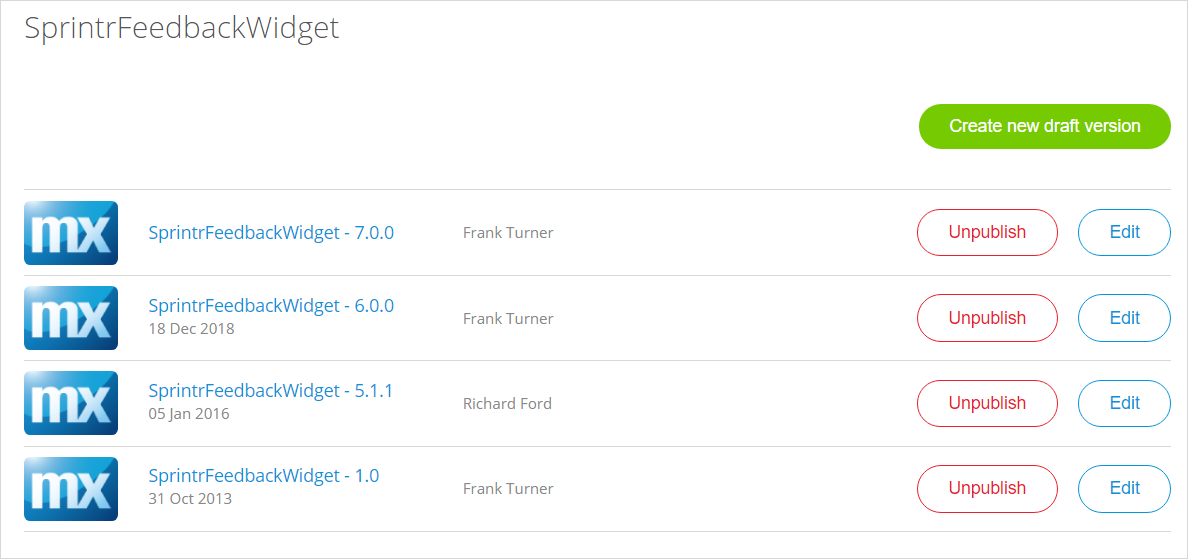 SprintrFeedbackWidget
Create new draft version
mx
SprintrFeedbackWidget - 7.0.0
Frank Turner
Unpublish
Edit
mx
SprintrFeedbackWidget - 6.0.0
18 Dec 2018
Frank Turner
Unpublish
Edit
mx
SprintrFeedbackWidget - 5.1.1
05 Jan 2016
Richard Ford
Unpublish
Edit
mx
SprintrFeedbackWidget - 1.0
31 Oct 2013
Frank Turner
Unpublish
Edit